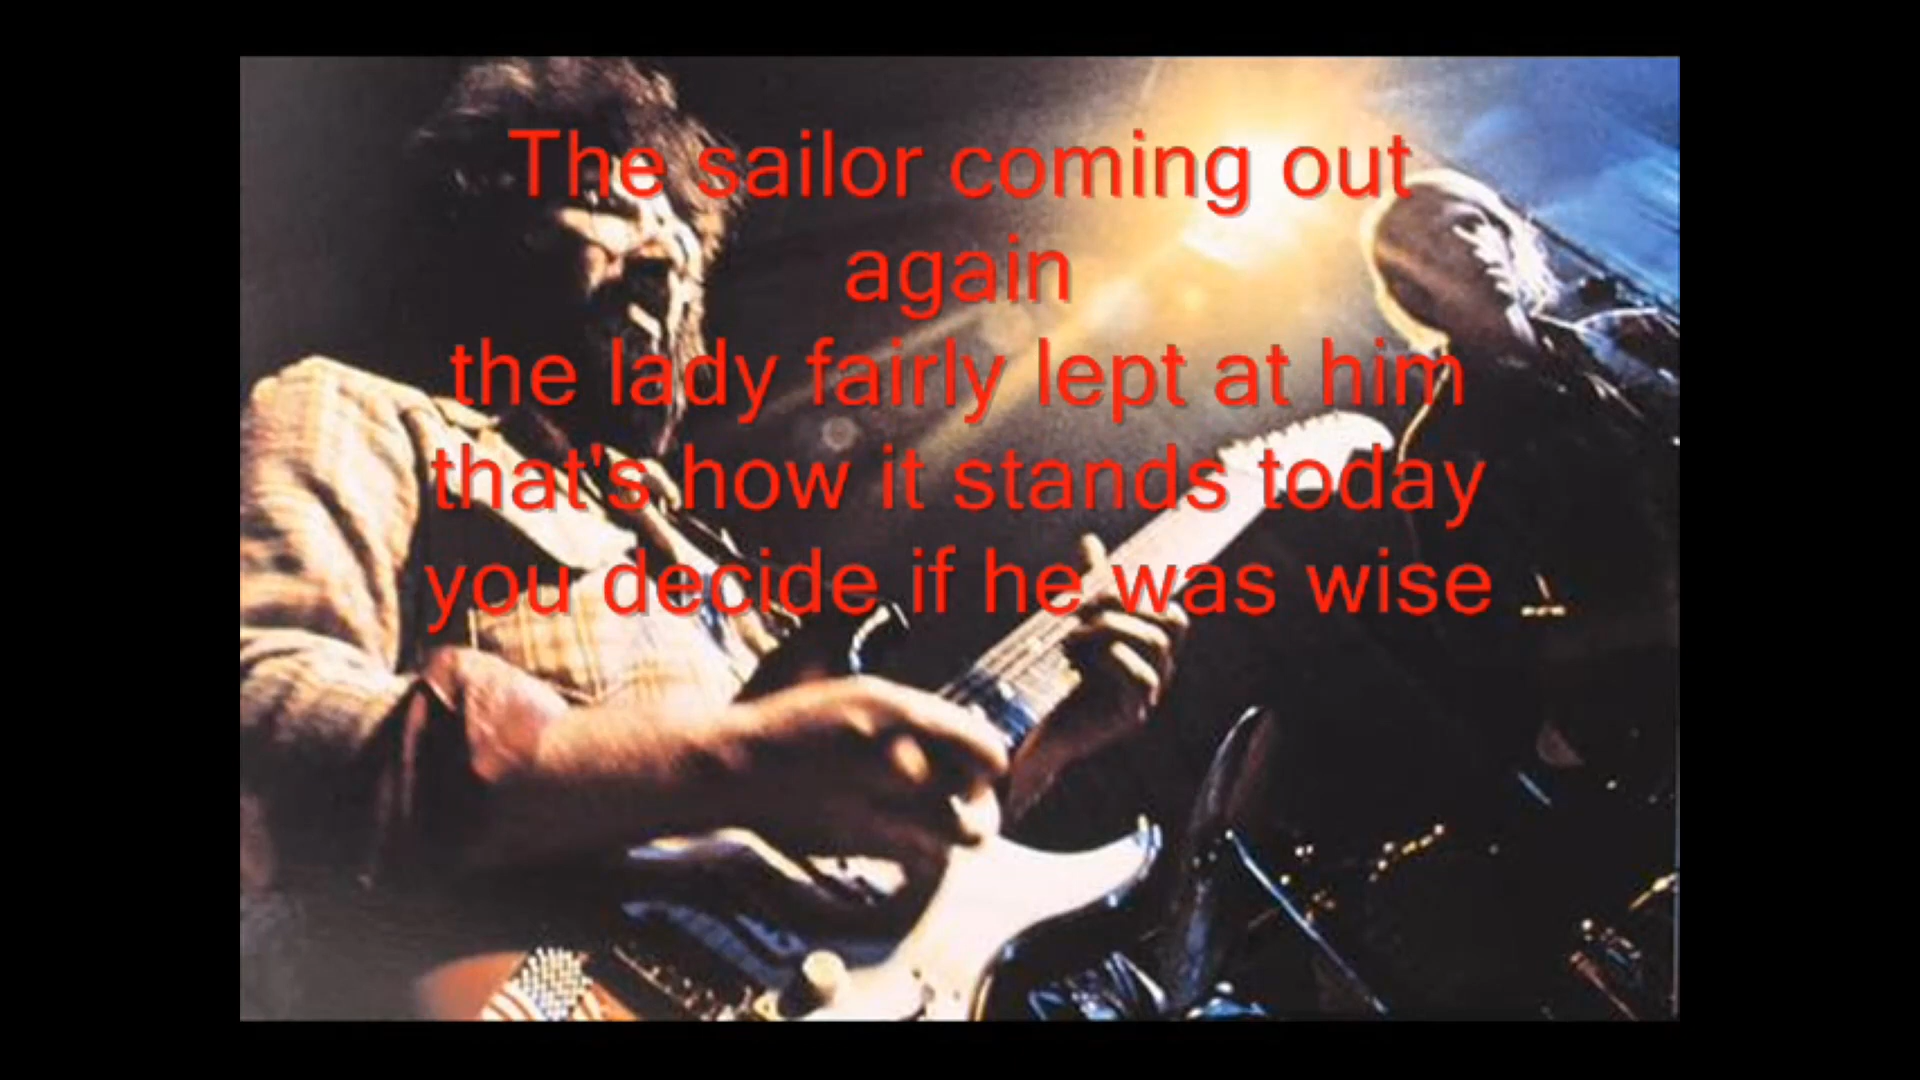 The sailor coming out
again
the lady fairly lept at him
that's how it stands today
you decide if he was wise